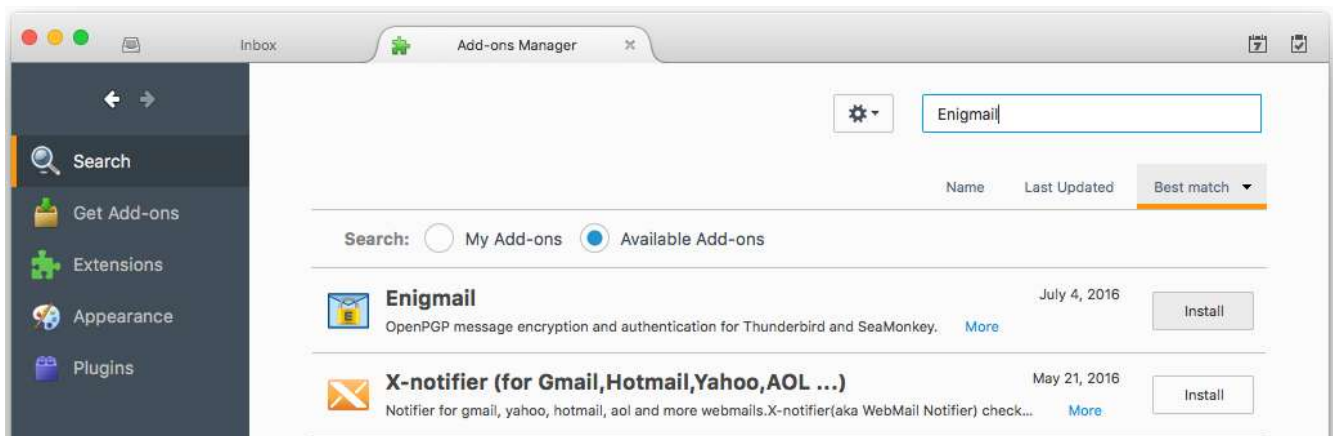 Inbox
Add-ons Manager
7
Enigmail
Search
Get Add-ons
Extensions
Appearance
Plugins
Name Last Updated Best match
Search: My Add-ons Available Add-ons
Enigmail July 4, 2016 Install
E
OpenPGP message encryption and authentication for Thunderbird and SeaMonkey. More
X-notifier (for Gmail,Hotmail,Yahoo,AOL ...) May 21, 2016 Install
Notifier for gmail, yahoo, hotmail, aol and more webmails.X-notifier(aka WebMail Notifier) check... More